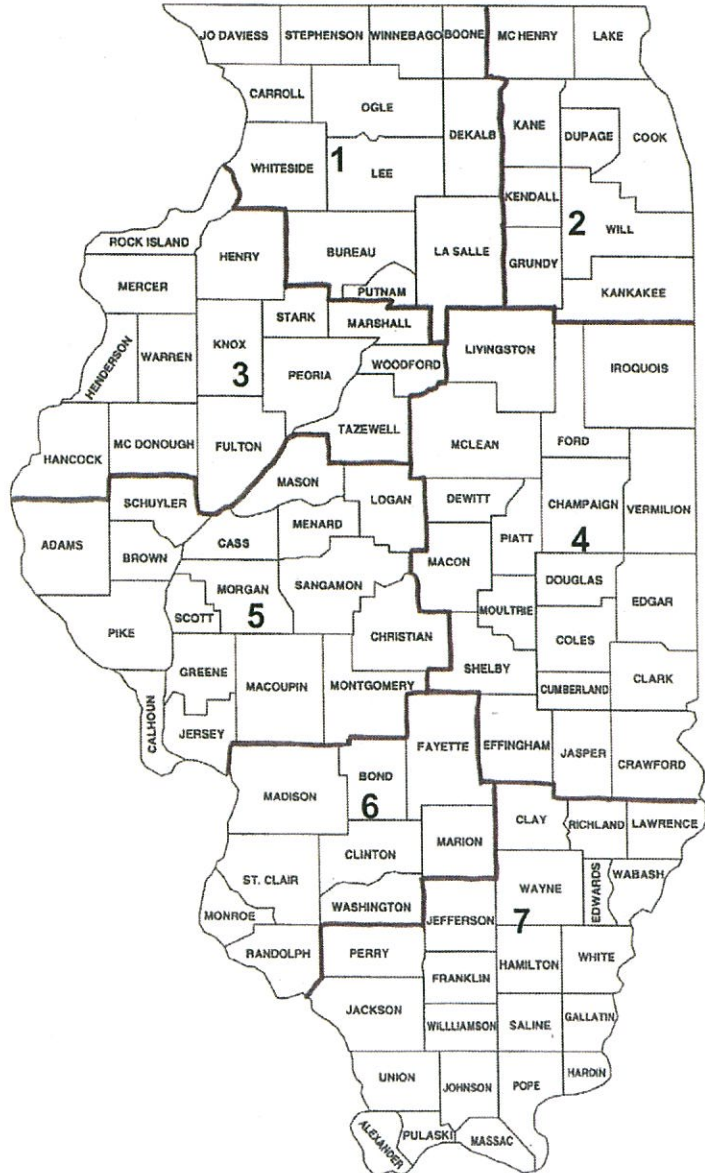 JO DAVIESS STEPHENSON WINNEBAGO BOONE MC HENRY LAKE
CARROLL OGLE DEKALB KANE DUPAGE COOK
WHITESIDE 1 LEE KENDALL 2 WILL
ROCK ISLAND HENRY BUREAU LA SALLE GRUNDY
MERCER PUTNAM KANKAKEE
HENDERSON WARREN KNOX STARK MARSHALL LIVINGSTON IROQUOIS
3 PEORIA WOODFORD
HANCOCK MC DONOUGH FULTON TAZEWELL MCLEAN FORD
SCHUYLER MASON LOGAN DEWITT CHAMPAIGN VERMILION
ADAMS BROWN CASS MENARD MACON PIATT 4
PIKE SCOTT MORGAN SANGAMON MOULTRIE DOUGLAS EDGAR
5 CHRISTIAN COLES
CALHOUN GREENE MACOUPIN MONTGOMERY SHELBY CUMBERLAND CLARK
JERSEY FAYETTE EFFINGHAM JASPER CRAWFORD
MADISON BOND
6 CLAY RICHLAND LAWRENCE
ST. CLAIR CLINTON MARION WAYNE EDWARDS WABASH
MONROE WASHINGTON JEFFERSON 7
RANDOLPH PERRY FRANKLIN HAMILTON WHITE
JACKSON WILLLIAMSON SALINE GALLATIN
UNION JOHNSON POPE HARDIN
ALEXANDER PULASKI MASSAC